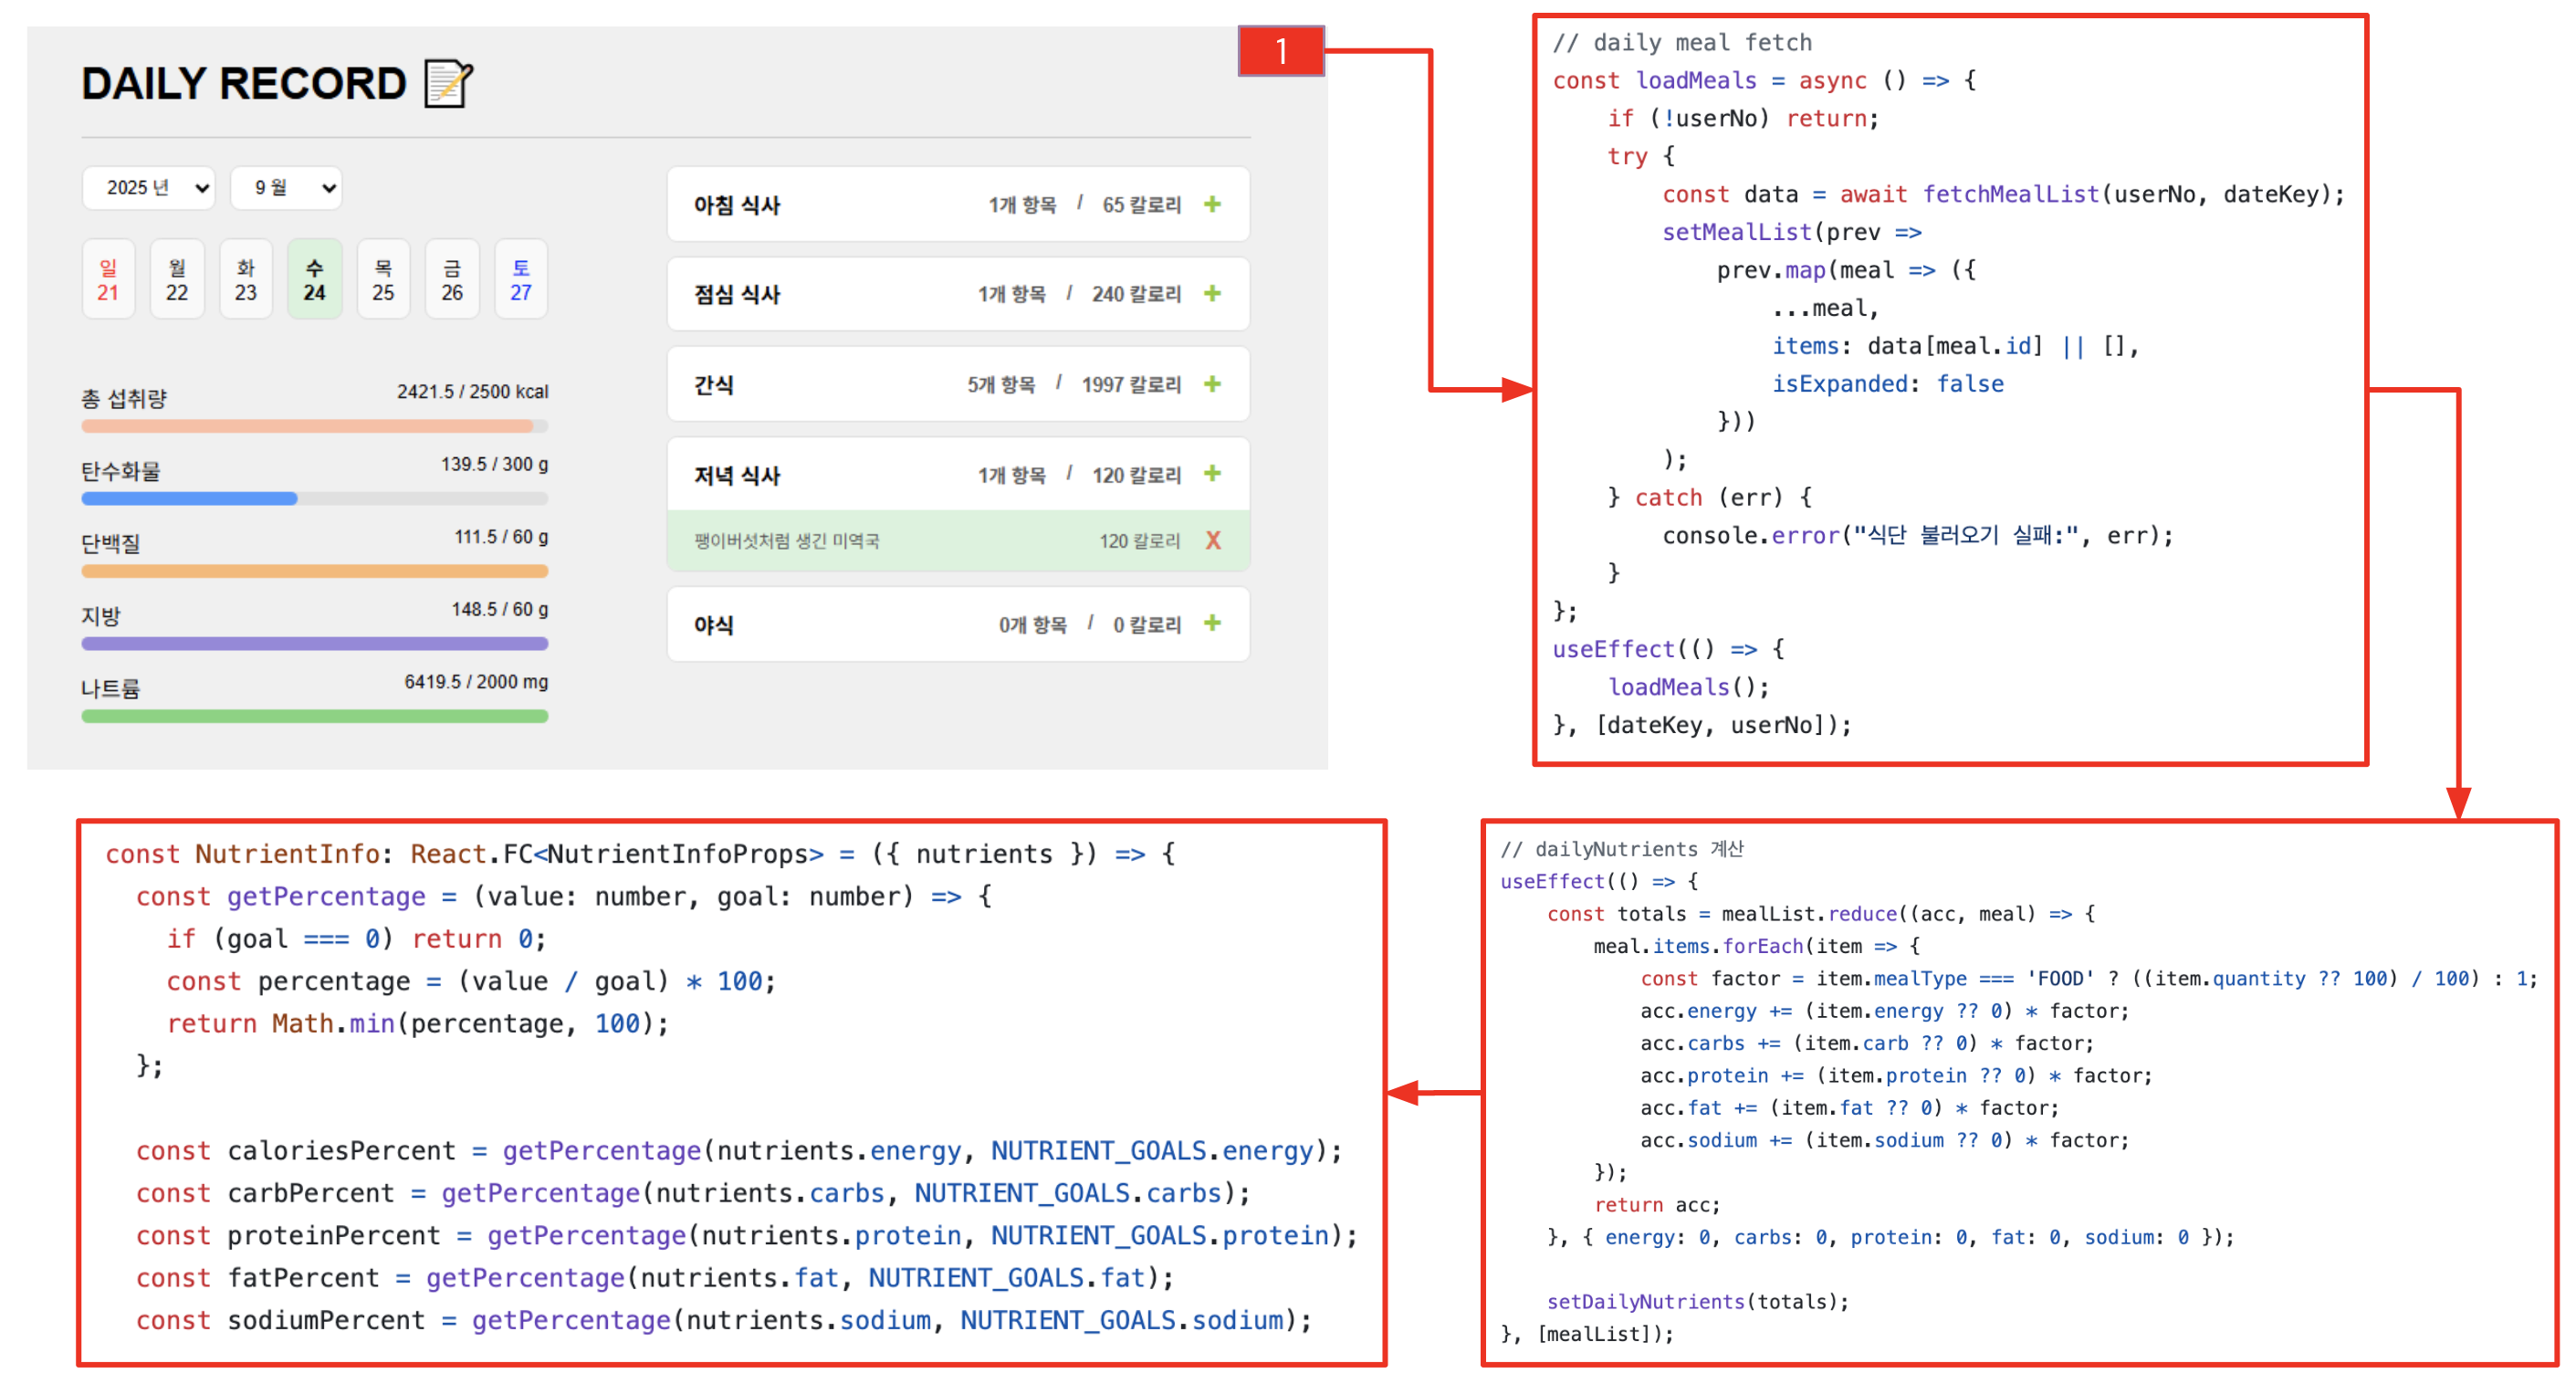 DAILY RECORD 📝
1
2025 년
9 월
일
21
월
22
화
23
수
24
목
25
금
26
토
27
총 섭취량
2421.5 / 2500 kcal
탄수화물
139.5 / 300 g
단백질
111.5 / 60 g
지방
148.5 / 60 g
나트륨
6419.5 / 2000 mg
아침 식사 1개 항목 / 65 칼로리 +
점심 식사 1개 항목 / 240 칼로리 +
간식 5개 항목 / 1997 칼로리 +
저녁 식사 1개 항목 / 120 칼로리 +
팽이버섯처럼 생긴 미역국 120 칼로리 X
야식 0개 항목 / 0 칼로리 +
// daily meal fetch
const loadMeals = async () => {
if (!userNo) return;
try {
const data = await fetchMealList(userNo, dateKey);
setMealList(prev =>
prev.map(meal => ({
...meal,
items: data[meal.id] || [],
isExpanded: false
}))
);
} catch (err) {
console.error("식단 불러오기 실패:", err);
}
};
useEffect(() => {
loadMeals();
}, [dateKey, userNo]);
// dailyNutrients 계산
useEffect(() => {
const totals = mealList.reduce((acc, meal) => {
meal.items.forEach(item => {
const factor = item.mealType === 'FOOD' ? ((item.quantity ?? 100) / 100) : 1;
acc.energy += (item.energy ?? 0) * factor;
acc.carbs += (item.carb ?? 0) * factor;
acc.protein += (item.protein ?? 0) * factor;
acc.fat += (item.fat ?? 0) * factor;
acc.sodium += (item.sodium ?? 0) * factor;
});
return acc;
}, { energy: 0, carbs: 0, protein: 0, fat: 0, sodium: 0 });
setDailyNutrients(totals);
}, [mealList]);
const NutrientInfo: React.FC<NutrientInfoProps> = ({ nutrients }) => {
const getPercentage = (value: number, goal: number) => {
if (goal === 0) return 0;
const percentage = (value / goal) * 100;
return Math.min(percentage, 100);
};
const caloriesPercent = getPercentage(nutrients.energy, NUTRIENT_GOALS.energy);
const carbPercent = getPercentage(nutrients.carbs, NUTRIENT_GOALS.carbs);
const proteinPercent = getPercentage(nutrients.protein, NUTRIENT_GOALS.protein);
const fatPercent = getPercentage(nutrients.fat, NUTRIENT_GOALS.fat);
const sodiumPercent = getPercentage(nutrients.sodium, NUTRIENT_GOALS.sodium);